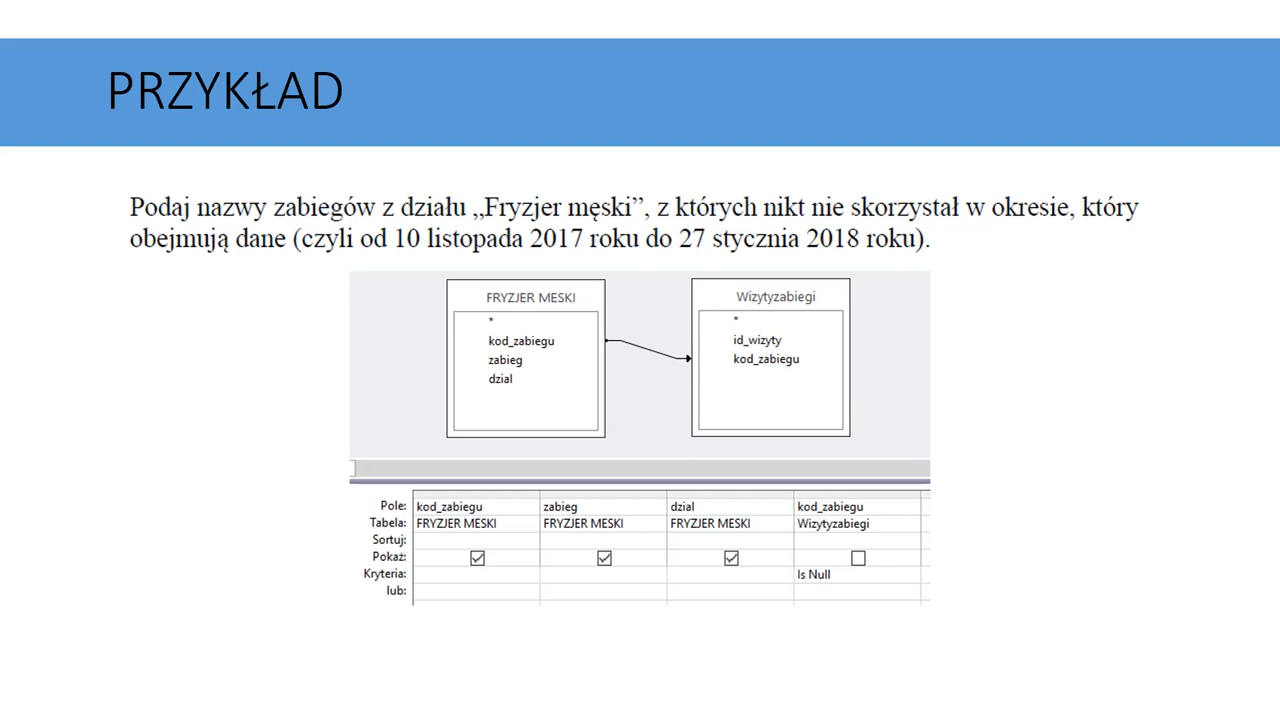 PRZYKŁAD
Podaj nazwy zabiegów z działu „Fryzjer męski”, z których nikt nie skorzystał w okresie, który
obejmują dane (czyli od 10 listopada 2017 roku do 27 stycznia 2018 roku).
FRYZJER MESKI
*
kod_zabiegu
zabieg
dzial
Wizytyzabiegi
*
id_wizyty
kod_zabiegu
Pole: kod_zabiegu zabieg dzial kod_zabiegu
Tabela: FRYZJER MESKI FRYZJER MESKI FRYZJER MESKI Wizytyzabiegi
Sortuj:
Pokaż:
Kryteria: Is Null
lub: